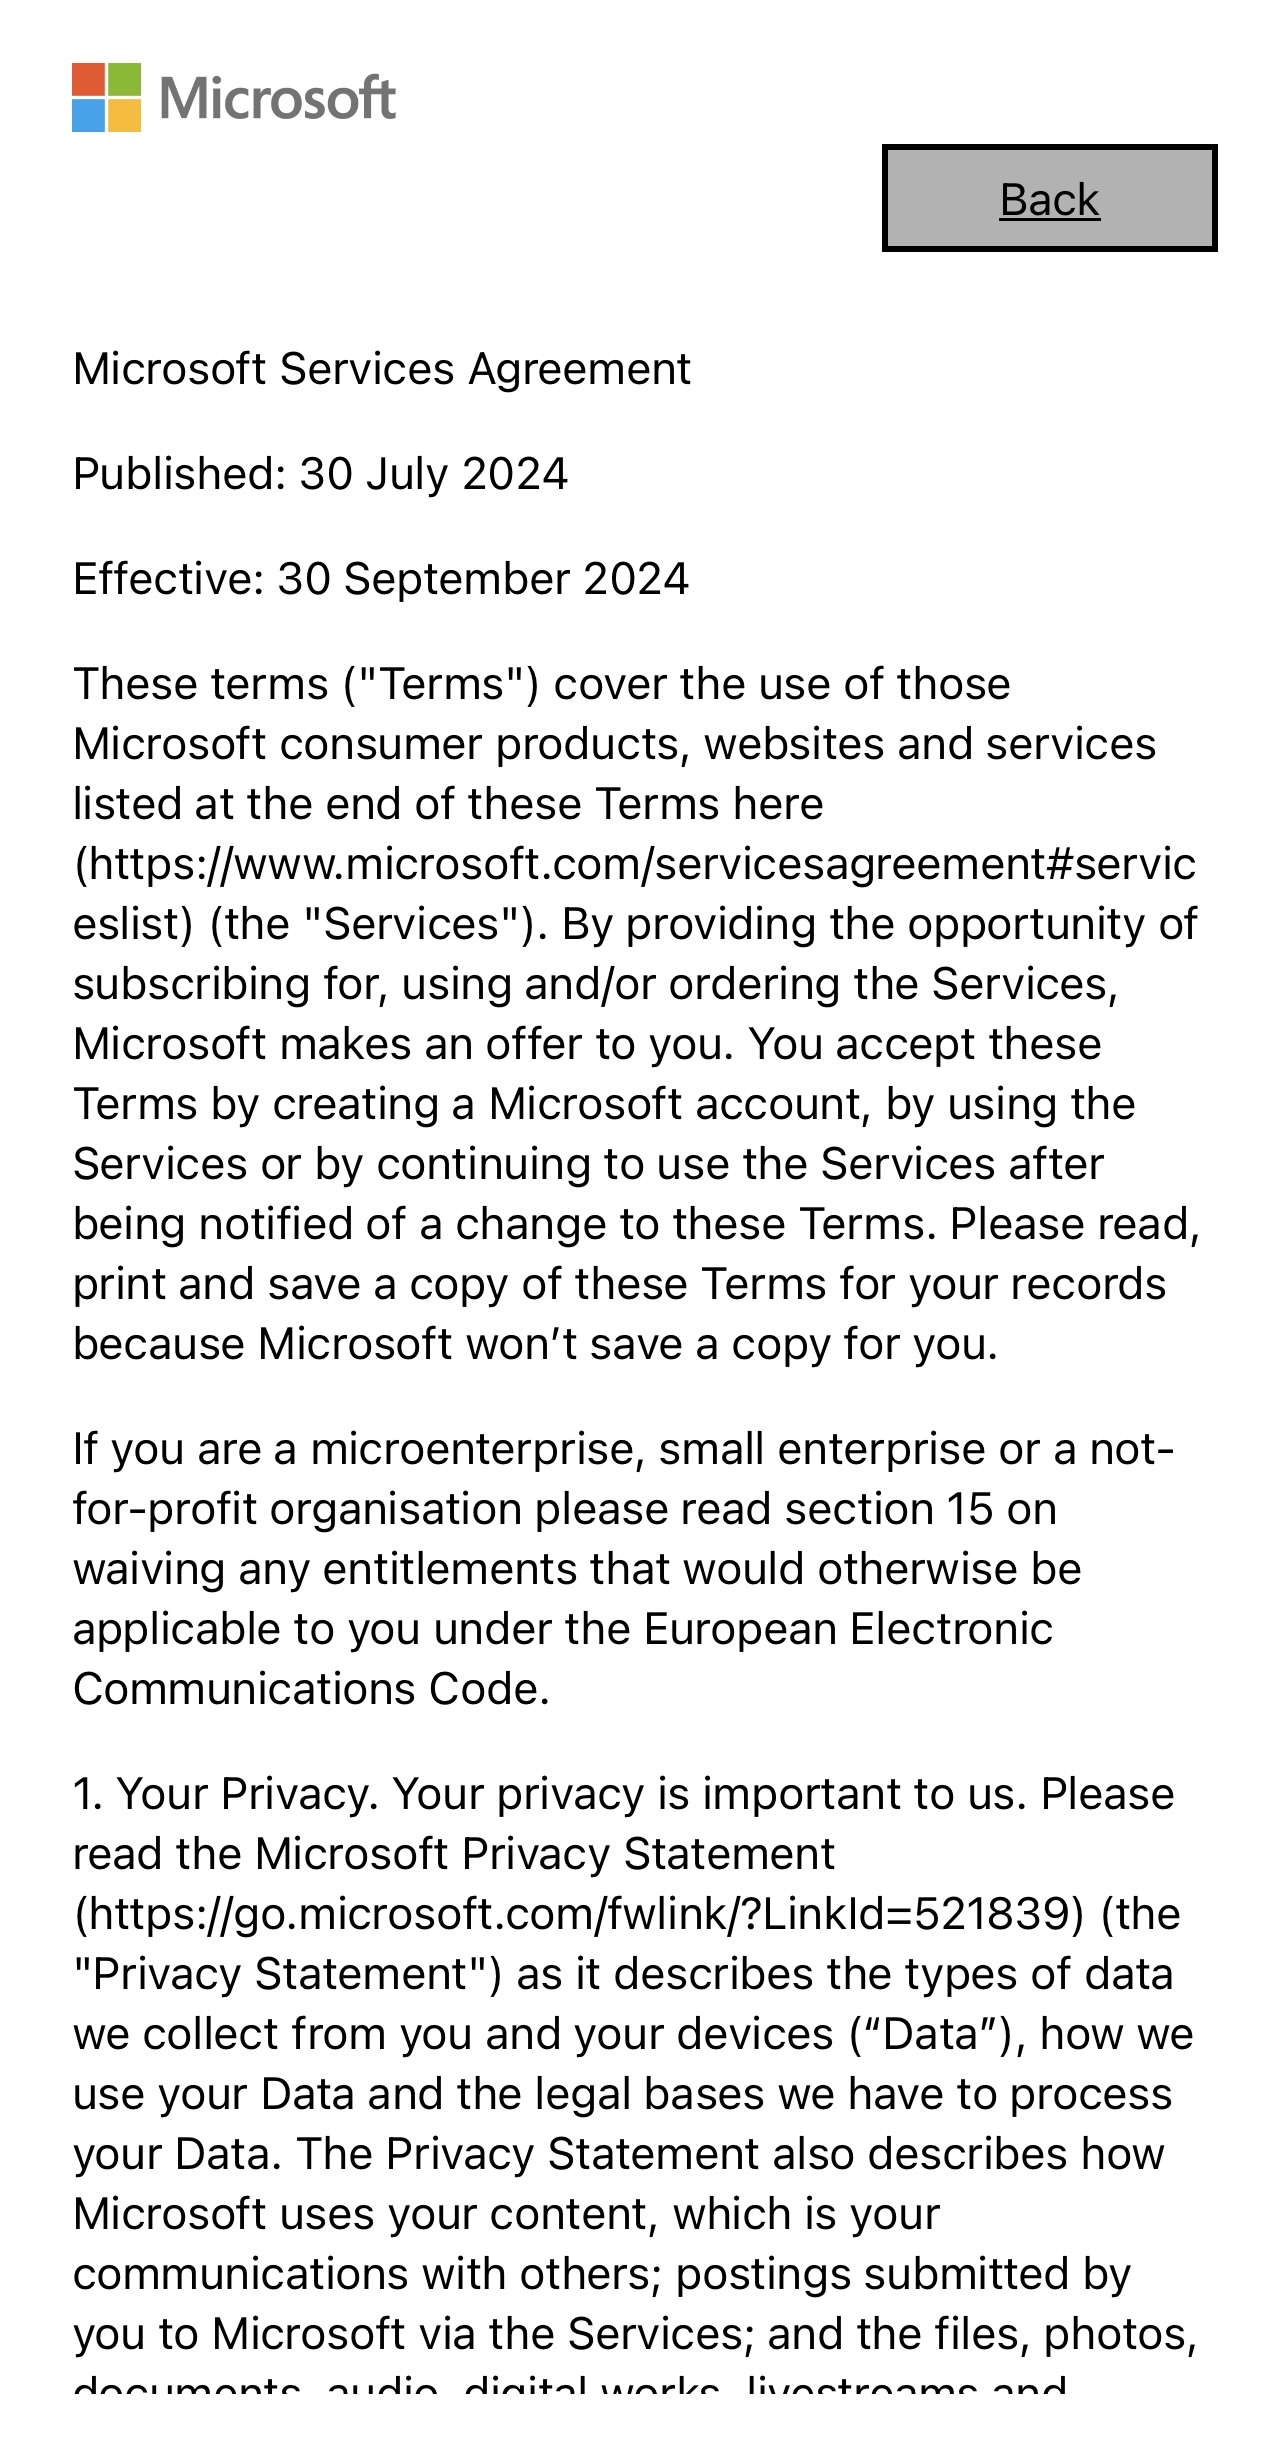 Microsoft
Back
Microsoft Services Agreement
Published: 30 July 2024
Effective: 30 September 2024
These terms ("Terms") cover the use of those
Microsoft consumer products, websites and services
listed at the end of these Terms here
(https://www.microsoft.com/servicesagreement#servic
eslist) (the "Services"). By providing the opportunity of
subscribing for, using and/or ordering the Services,
Microsoft makes an offer to you. You accept these
Terms by creating a Microsoft account, by using the
Services or by continuing to use the Services after
being notified of a change to these Terms. Please read,
print and save a copy of these Terms for your records
because Microsoft won’t save a copy for you.
If you are a microenterprise, small enterprise or a not-
for-profit organisation please read section 15 on
waiving any entitlements that would otherwise be
applicable to you under the European Electronic
Communications Code.
1. Your Privacy. Your privacy is important to us. Please
read the Microsoft Privacy Statement
(https://go.microsoft.com/fwlink/?LinkId=521839) (the
"Privacy Statement") as it describes the types of data
we collect from you and your devices (“Data”), how we
use your Data and the legal bases we have to process
your Data. The Privacy Statement also describes how
Microsoft uses your content, which is your
communications with others; postings submitted by
you to Microsoft via the Services; and the files, photos,
documents, audio, digital works, livestreams and